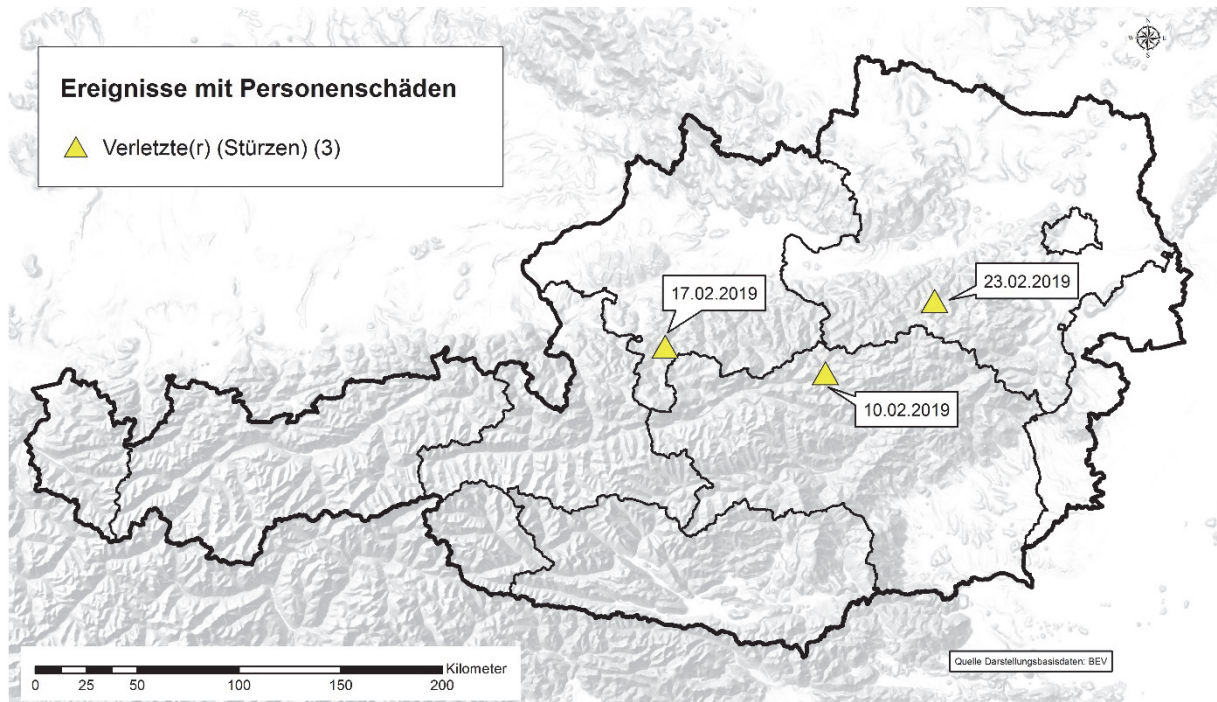 Ereignisse mit Personenschäden
Verletzte(r) (Stürzen) (3)
N
W
S
17.02.2019
23.02.2019
10.02.2019
Quelle Darstellungsbasisdaten: BEV
Kilometer
0 25 50 100 150 200